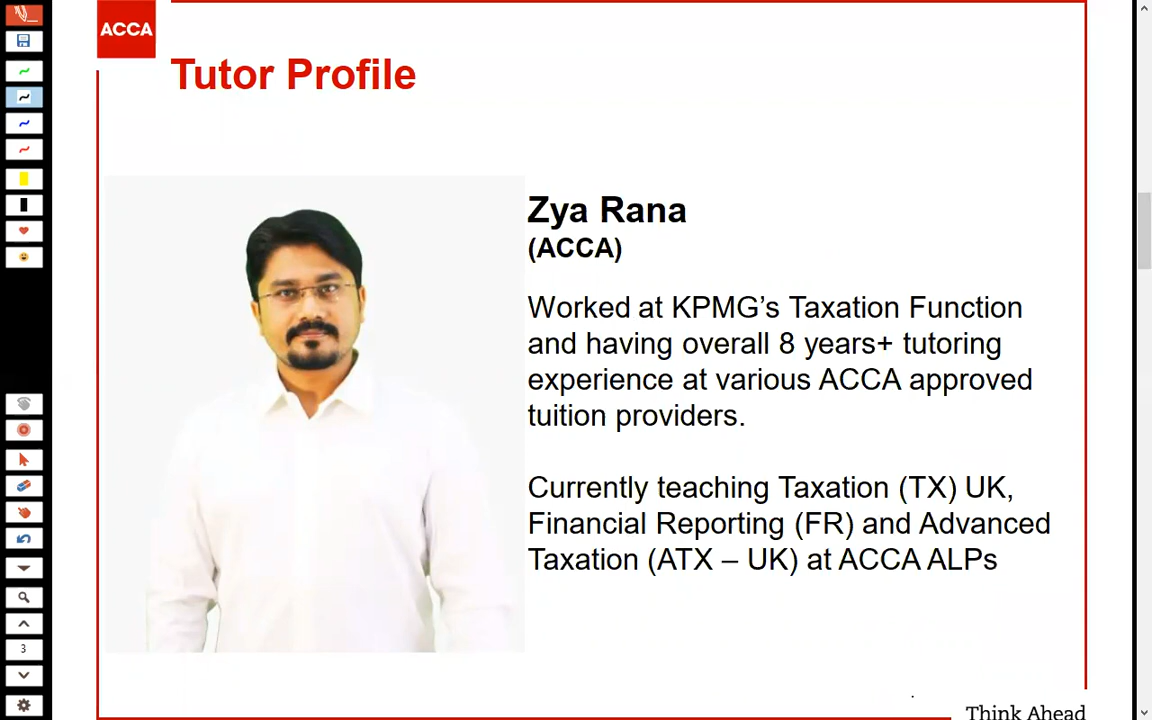 ACCA
Tutor Profile
Zya Rana
(ACCA)
Worked at KPMG’s Taxation Function
and having overall 8 years+ tutoring
experience at various ACCA approved
tuition providers.
Currently teaching Taxation (TX) UK,
Financial Reporting (FR) and Advanced
Taxation (ATX – UK) at ACCA ALPs
3
Think Ahead